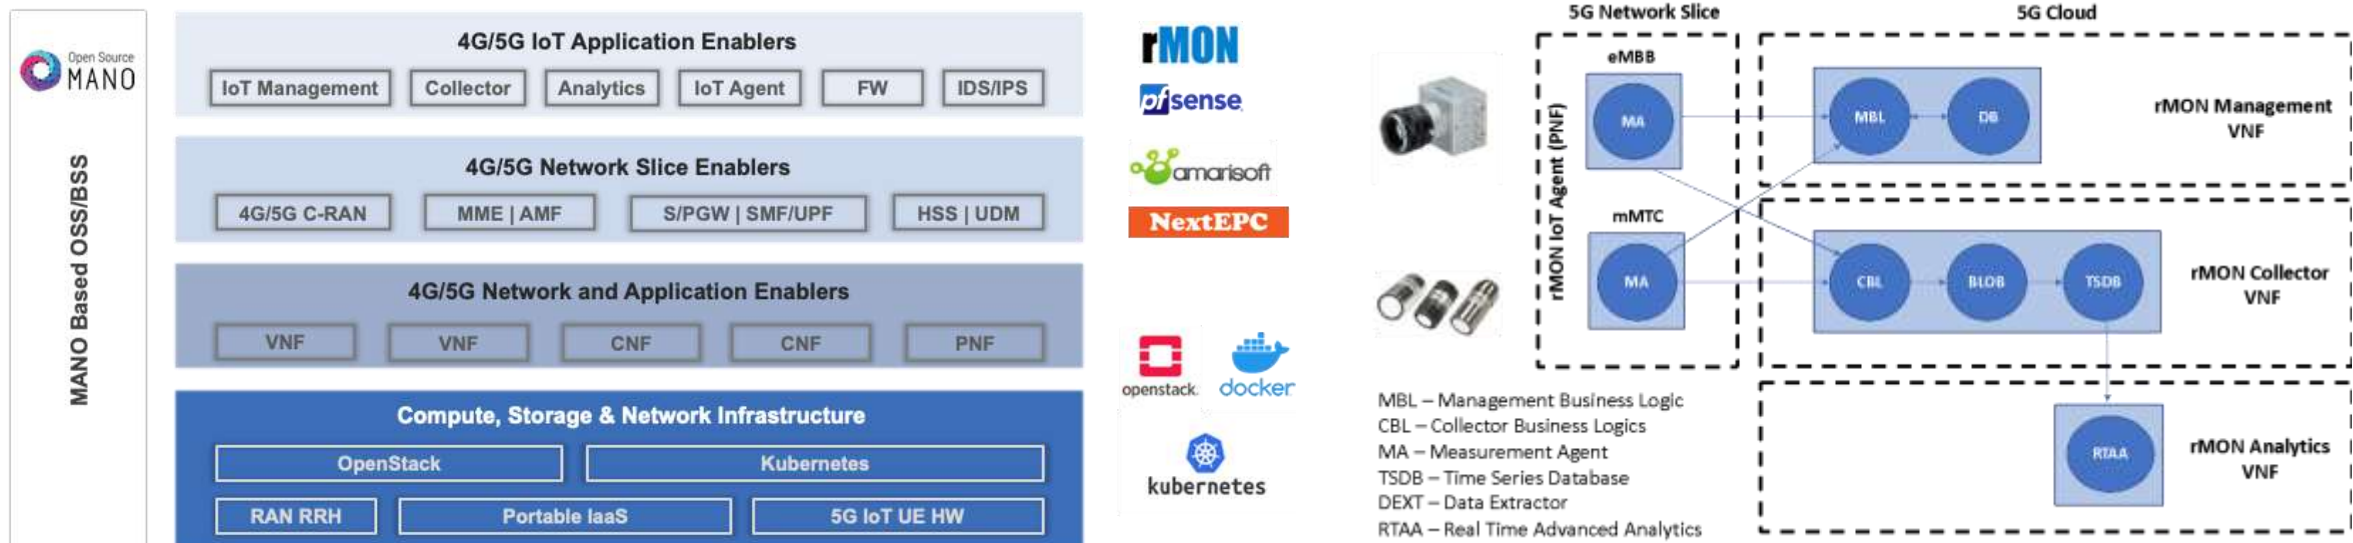 Open Source
MANO
MANO Based OSS/BSS
4G/5G IoT Application Enablers
IoT Management
Collector
Analytics
IoT Agent
FW
IDS/IPS
4G/5G Network Slice Enablers
4G/5G C-RAN
MME | AMF
S/PGW | SMF/UPF
HSS | UDM
4G/5G Network and Application Enablers
VNF
VNF
CNF
CNF
PNF
Compute, Storage & Network Infrastructure
OpenStack
Kubernetes
RAN RRH
Portable IaaS
5G IoT UE HW
rMON
pfsense
amarisoft
NextEPC
openstack.
docker
kubernetes
5G Network Slice
5G Cloud
rMON IoT Agent (PNF)
eMBB
MA
mMTC
MA
MBL
DB
rMON Management
VNF
CBL
BLOB
TSDB
rMON Collector
VNF
RTAA
rMON Analytics
VNF
MBL – Management Business Logic
CBL – Collector Business Logics
MA – Measurement Agent
TSDB – Time Series Database
DEXT – Data Extractor
RTAA – Real Time Advanced Analytics